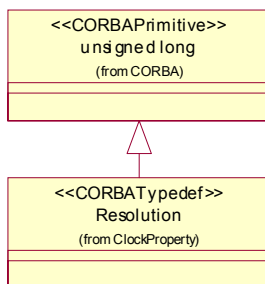 <<CORBAPrimitive>>
unsigned long
(from CORBA)
<<CORBATypedef>>
Resolution
(from ClockProperty)